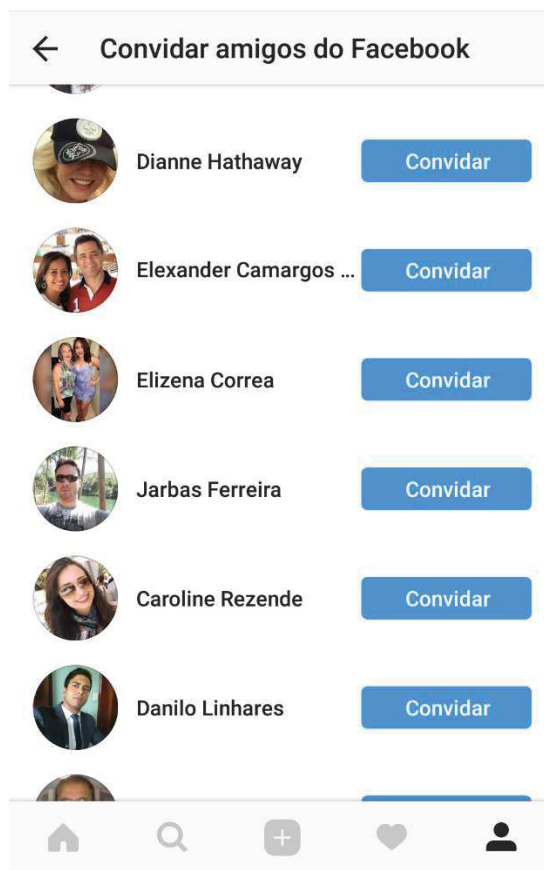 Convidar amigos do Facebook
Dianne Hathaway Convidar
Elexander Camargos ... Convidar
Elizena Correa Convidar
Jarbas Ferreira Convidar
Caroline Rezende Convidar
Danilo Linhares Convidar